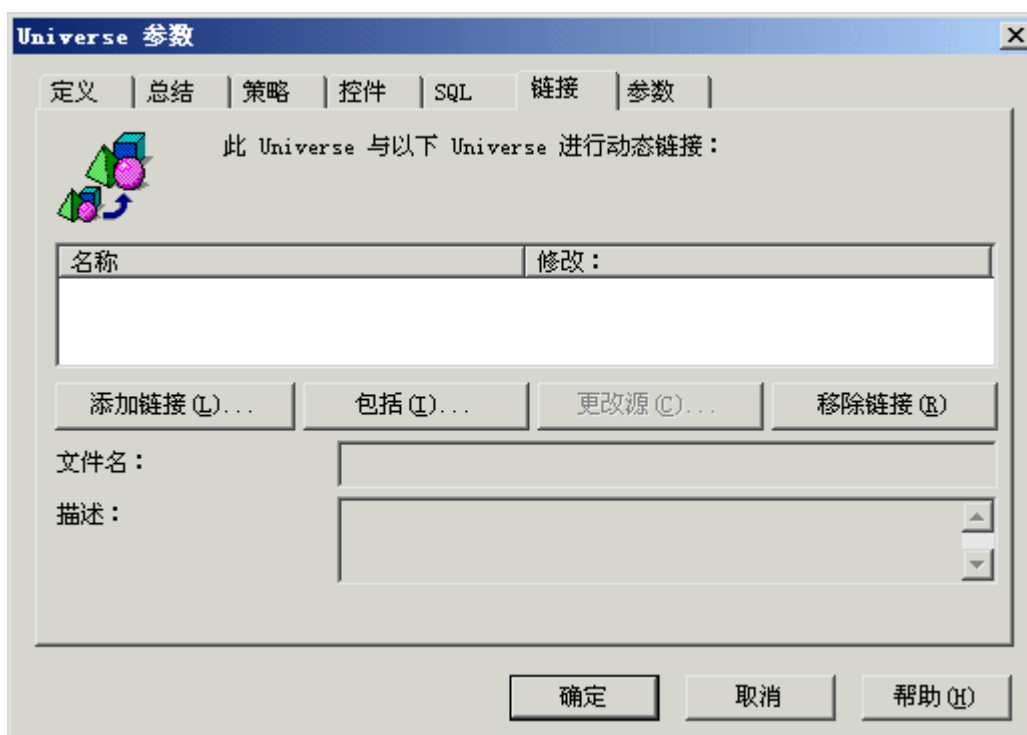 Universe 参数
定义 总结 策略 控件 SQL 链接 参数
此 Universe 与以下 Universe 进行动态链接：
名称 修改：
添加链接(L)... 包括(I)... 更改源(C)... 移除链接(R)
文件名：
描述：
确定 取消 帮助(H)